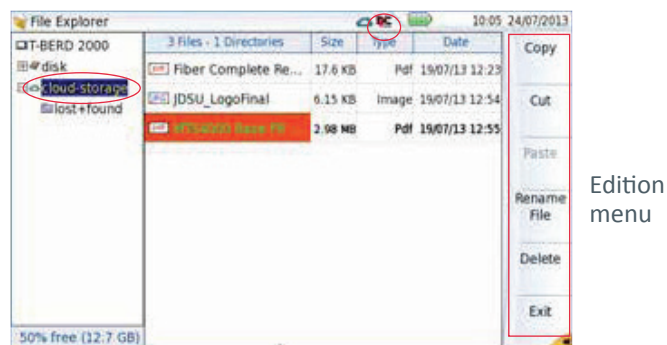 File Explorer 10:05 24/07/2013
T-BERD 2000
disk
cloud-storage
lost+found
50% free (12.7 GB)
3 Files - 1 Directories Size Type Date
Fiber Complete Re... 17.6 KB Pdf 19/07/13 12:23
JDSU_LogoFinal 6.15 KB Image 19/07/13 12:54
2.98 MB Pdf 19/07/13 12:55
Copy
Cut
Paste
Rename
File
Delete
Exit
Edition
menu